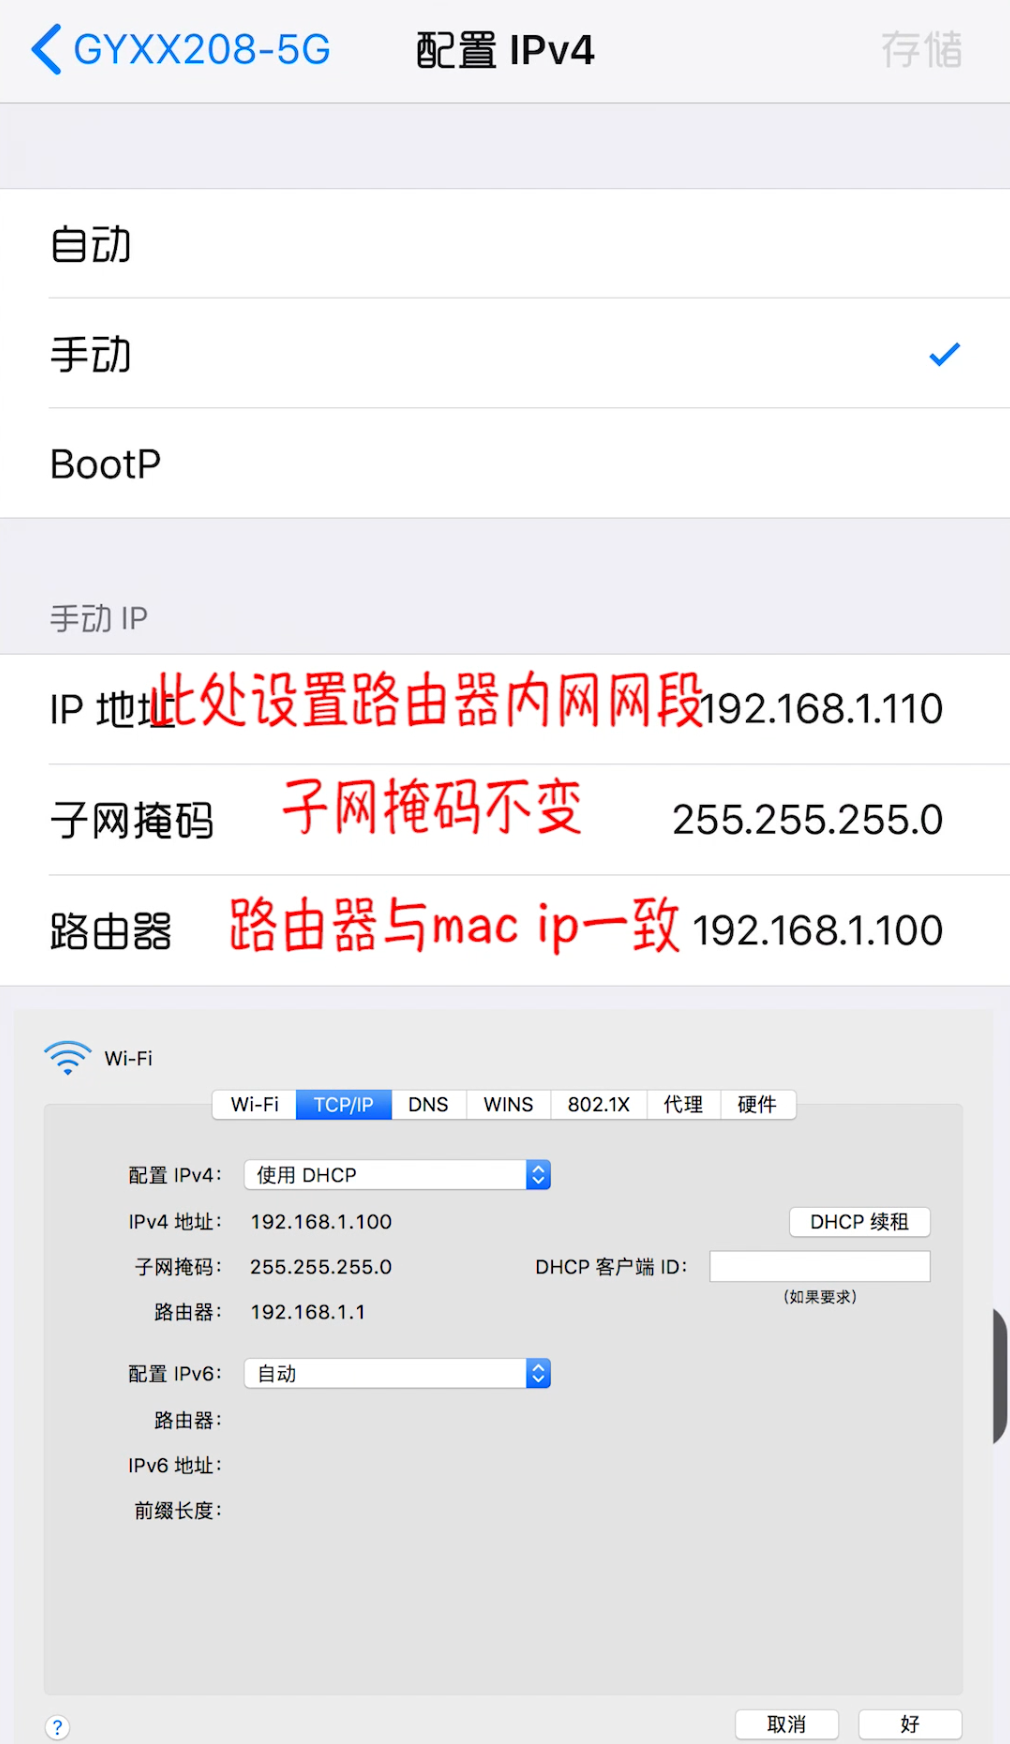 GYXX208-5G 配置 IPv4 存储
自动
手动
BootP
手动 IP
IP 地址 此处设置路由器内网网段 192.168.1.110
子网掩码 子网掩码不变 255.255.255.0
路由器 路由器与mac ip一致 192.168.1.100
Wi-Fi
Wi-Fi TCP/IP DNS WINS 802.1X 代理 硬件
配置 IPv4: 使用 DHCP
IPv4 地址: 192.168.1.100 DHCP 续租
子网掩码: 255.255.255.0 DHCP 客户端 ID:
(如果要求)
路由器: 192.168.1.1
配置 IPv6: 自动
路由器:
IPv6 地址:
前缀长度:
? 取消 好